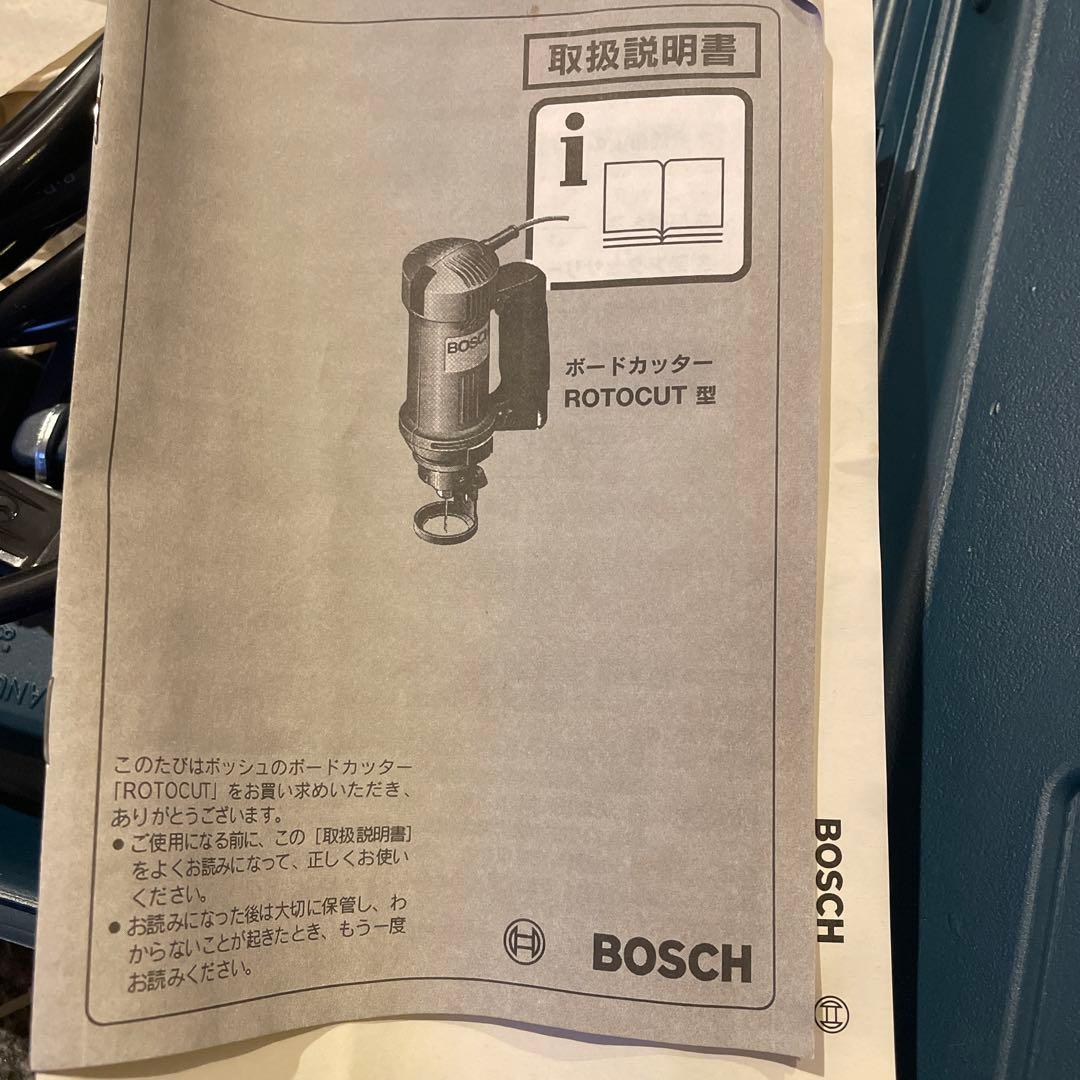 取扱説明書
i
BOSCH
ボードカッター
ROTOCUT 型
このたびはボッシュのボードカッター
「ROTOCUT」をお買い求めいただき、
ありがとうございます。
● ご使用になる前に、この［取扱説明書］
をよくお読みになって、正しくお使い
ください。
● お読みになった後は大切に保管し、わ
からないことが起きたとき、もう一度
お読みください。
BOSCH
BOSCH